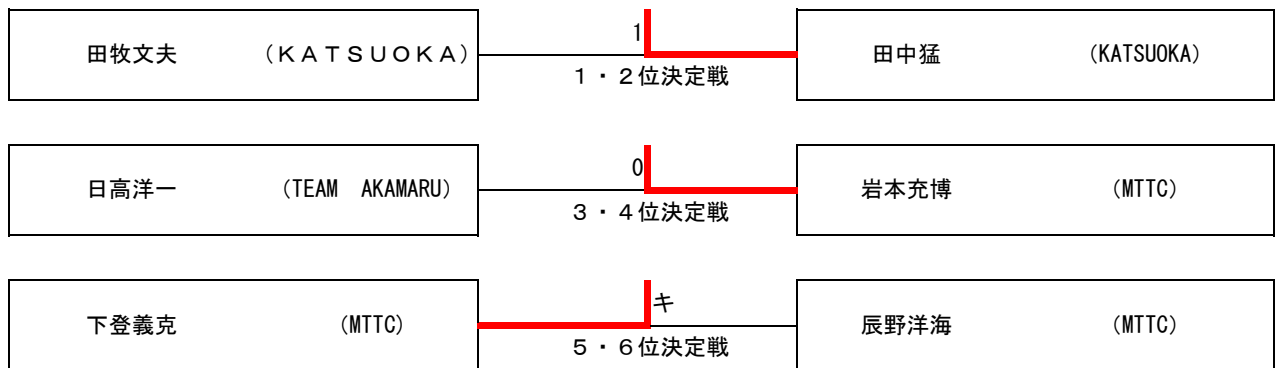 1
田牧文夫 (ＫＡＴＳＵＯＫＡ) 田中猛 (KATSUOKA)
１・２位決定戦
0
日高洋一 (TEAM AKAMARU) 岩本充博 (MTTC)
３・４位決定戦
キ
下登義克 (MTTC) 辰野洋海 (MTTC)
５・６位決定戦